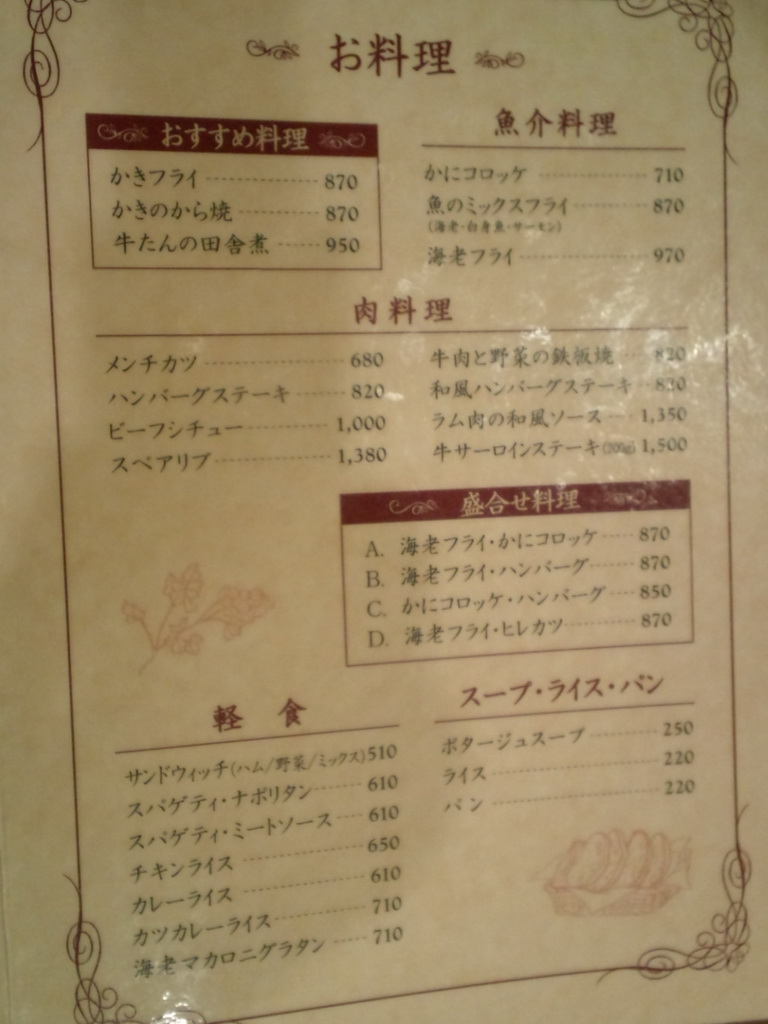 お料理
おすすめ料理
かきフライ 870
かきのから焼 870
牛たんの田舎煮 950
魚介料理
かにコロッケ 710
魚のミックスフライ 870
(海老・白身魚・サーモン)
海老フライ 970
肉料理
メンチカツ 680
ハンバーグステーキ 820
ビーフシチュー 1,000
スペアリブ 1,380
牛肉と野菜の鉄板焼 820
和風ハンバーグステーキ 820
ラム肉の和風ソース 1,350
牛サーロインステーキ(200g) 1,500
盛合せ料理
A. 海老フライ・かにコロッケ 870
B. 海老フライ・ハンバーグ 870
C. かにコロッケ・ハンバーグ 850
D. 海老フライ・ヒレカツ 870
軽食
サンドウィッチ(ハム/野菜/ミックス) 510
スパゲティ・ナポリタン 610
スパゲティ・ミートソース 610
チキンライス 650
カレーライス 610
カツカレーライス 710
海老マカロニグラタン 710
スープ・ライス・パン
ポタージュスープ 250
ライス 220
パン 220